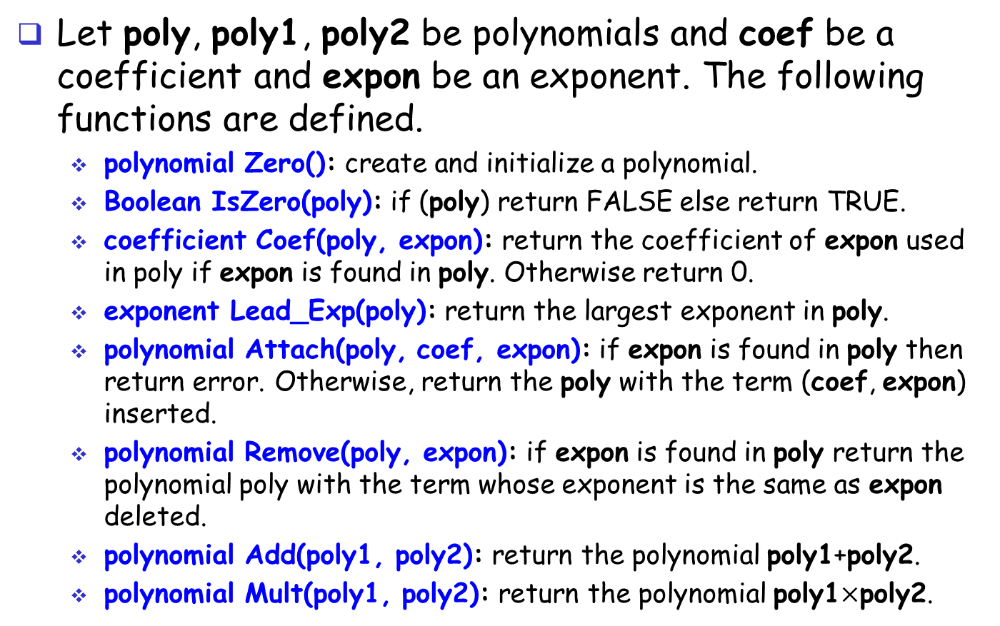 Let poly, poly1, poly2 be polynomials and coef be a
coefficient and expon be an exponent. The following
functions are defined.
polynomial Zero(): create and initialize a polynomial.
Boolean IsZero(poly): if (poly) return FALSE else return TRUE.
coefficient Coef(poly, expon): return the coefficient of expon used
in poly if expon is found in poly. Otherwise return 0.
exponent Lead_Exp(poly): return the largest exponent in poly.
polynomial Attach(poly, coef, expon): if expon is found in poly then
return error. Otherwise, return the poly with the term (coef, expon)
inserted.
polynomial Remove(poly, expon): if expon is found in poly return the
polynomial poly with the term whose exponent is the same as expon
deleted.
polynomial Add(poly1, poly2): return the polynomial poly1+poly2.
polynomial Mult(poly1, poly2): return the polynomial poly1×poly2.